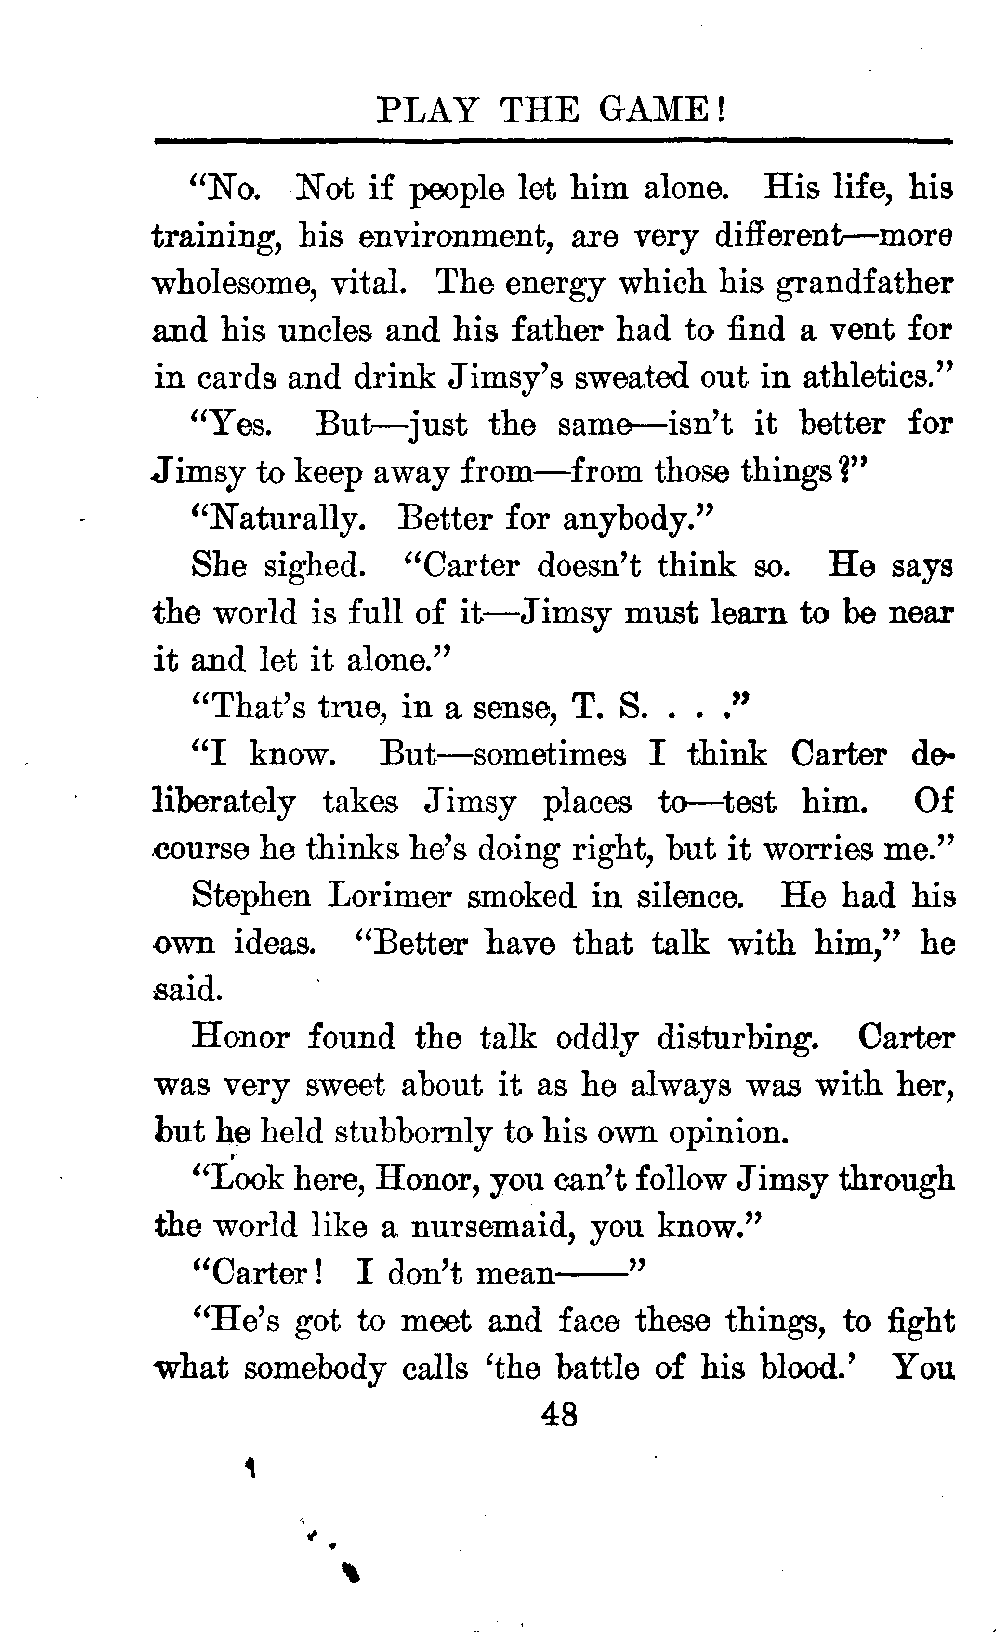 PLAY THE GAME!
“No. Not if people let him alone. His life, his
training, his environment, are very different—more
wholesome, vital. The energy which his grandfather
and his uncles and his father had to find a vent for
in cards and drink Jimsy’s sweated out in athletics.”
“Yes. But—just the same—isn’t it better for
Jimsy to keep away from—from those things?”
“Naturally. Better for anybody.”
She sighed. “Carter doesn’t think so. He says
the world is full of it—Jimsy must learn to be near
it and let it alone.”
“That’s true, in a sense, T. S. . . .”
“I know. But—sometimes I think Carter de-
liberately takes Jimsy places to—test him. Of
course he thinks he’s doing right, but it worries me.”
Stephen Lorimer smoked in silence. He had his
own ideas. “Better have that talk with him,” he
said.
Honor found the talk oddly disturbing. Carter
was very sweet about it as he always was with her,
but he held stubbornly to his own opinion.
“Look here, Honor, you can’t follow Jimsy through
the world like a nursemaid, you know.”
“Carter! I don’t mean——”
“He’s got to meet and face these things, to fight
what somebody calls ‘the battle of his blood.’ You
48